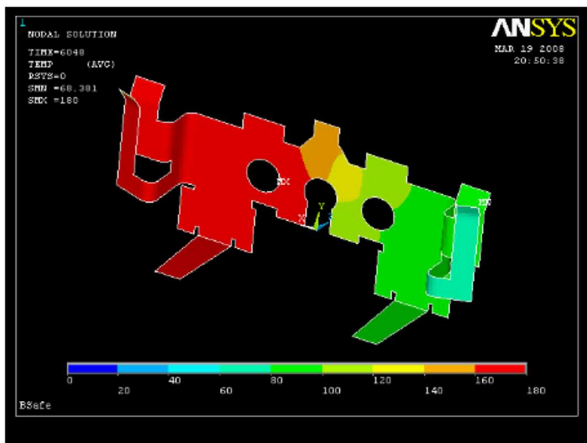 1
NODAL SOLUTION
TIME=6048
TEMP (AVG)
RSYS=0
SMN =68.381
SMX =180
ANSYS
MAR 19 2008
20:50:38
MX
MN
Y
X
0 20 40 60 80 100 120 140 160 180
BSafe